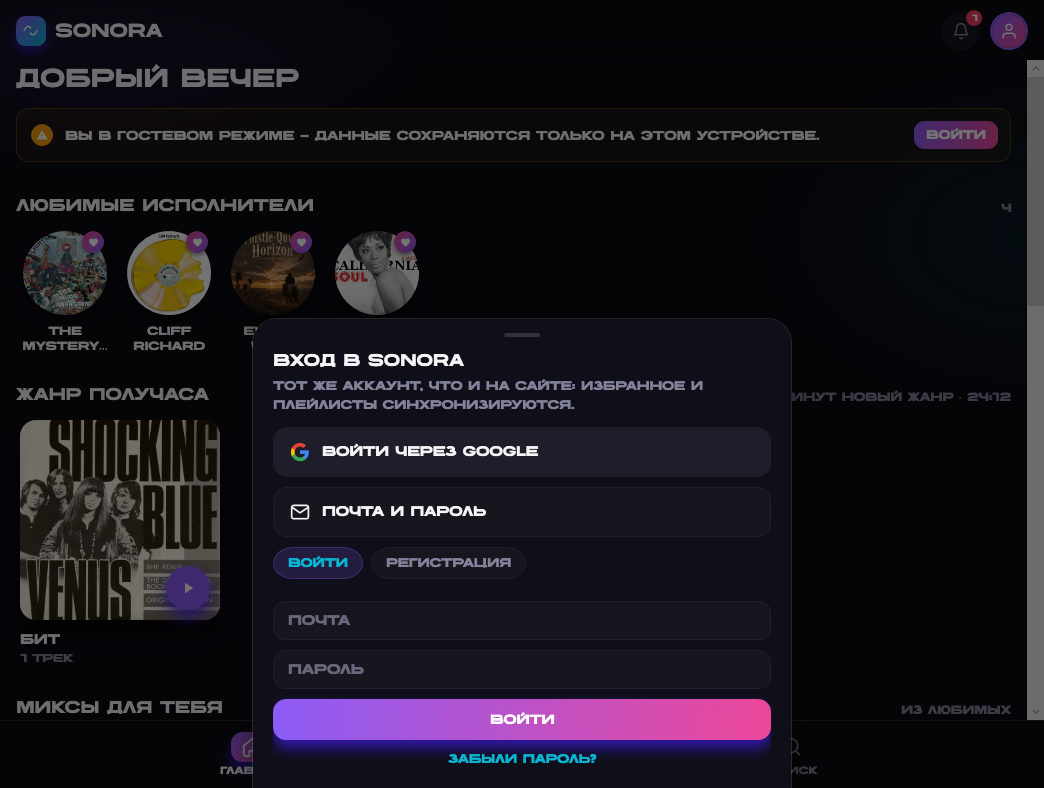 SONORA
7
ДОБРЫЙ ВЕЧЕР
ВЫ В ГОСТЕВОМ РЕЖИМЕ – ДАННЫЕ СОХРАНЯЮТСЯ ТОЛЬКО НА ЭТОМ УСТРОЙСТВЕ.
ВОЙТИ
ЛЮБИМЫЕ ИСПОЛНИТЕЛИ
4
THE
MYSTERY...
CLIFF
RICHARD
ВХОД В SONORA
ТОТ ЖЕ АККАУНТ, ЧТО И НА САЙТЕ: ИЗБРАННОЕ И
ПЛЕЙЛИСТЫ СИНХРОНИЗИРУЮТСЯ.
ЖАНР ПОЛУЧАСА
НОВЫЙ ЖАНР · 24:12
SHOCKING
BLUE
VENUS
БИТ
1 ТРЕК
ВОЙТИ ЧЕРЕЗ GOOGLE
ПОЧТА И ПАРОЛЬ
ВОЙТИ
РЕГИСТРАЦИЯ
ПОЧТА
ПАРОЛЬ
ВОЙТИ
ЗАБЫЛИ ПАРОЛЬ?
МИКСЫ ДЛЯ ТЕБЯ
ИЗ ЛЮБИМЫХ